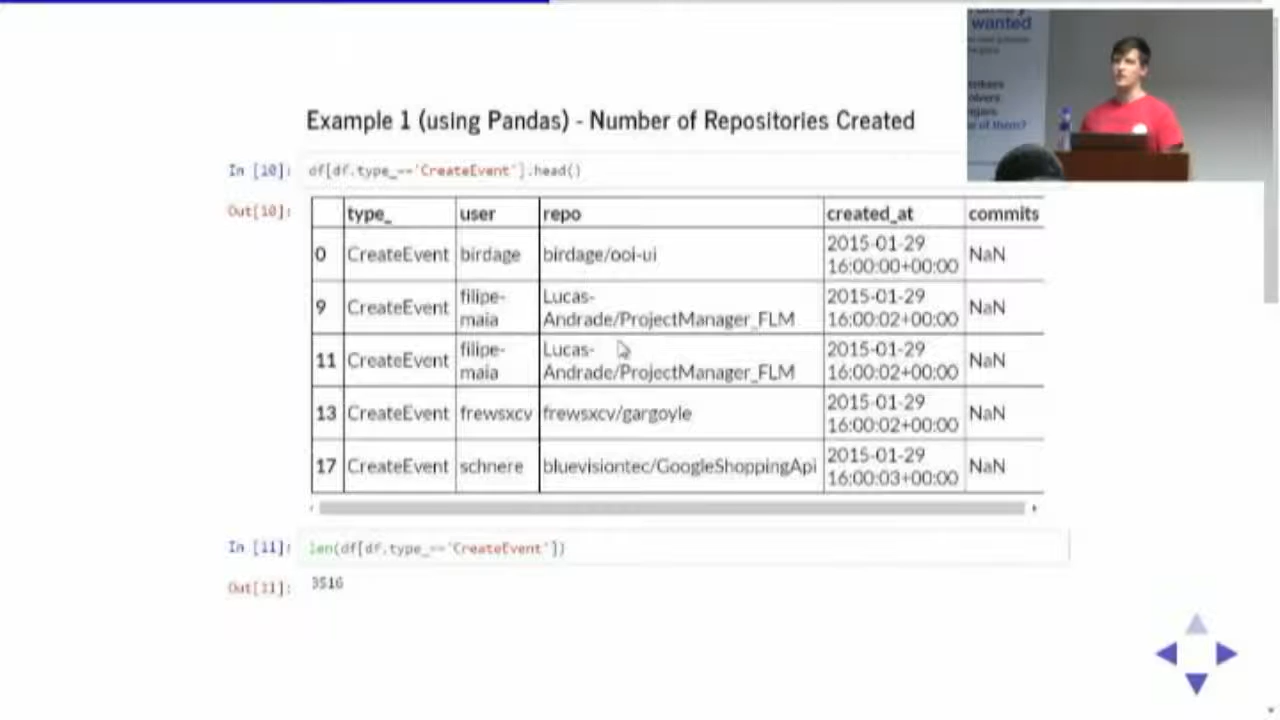 wanted
of them?
Example 1 (using Pandas) - Number of Repositories Created
In [10]: df[df.type_=='CreateEvent'].head()
Out[10]:
type_ user repo created_at commits
0 CreateEvent birdage birdage/ooi-ui 2015-01-29 16:00:00+00:00 NaN
9 CreateEvent filipe-maia Lucas-Andrade/ProjectManager_FLM 2015-01-29 16:00:02+00:00 NaN
11 CreateEvent filipe-maia Lucas-Andrade/ProjectManager_FLM 2015-01-29 16:00:02+00:00 NaN
13 CreateEvent frewsxcv frewsxcv/gargoyle 2015-01-29 16:00:02+00:00 NaN
17 CreateEvent schnere bluevisiontec/GoogleShoppingApi 2015-01-29 16:00:03+00:00 NaN
In [11]: len(df[df.type_=='CreateEvent'])
Out[11]: 3516